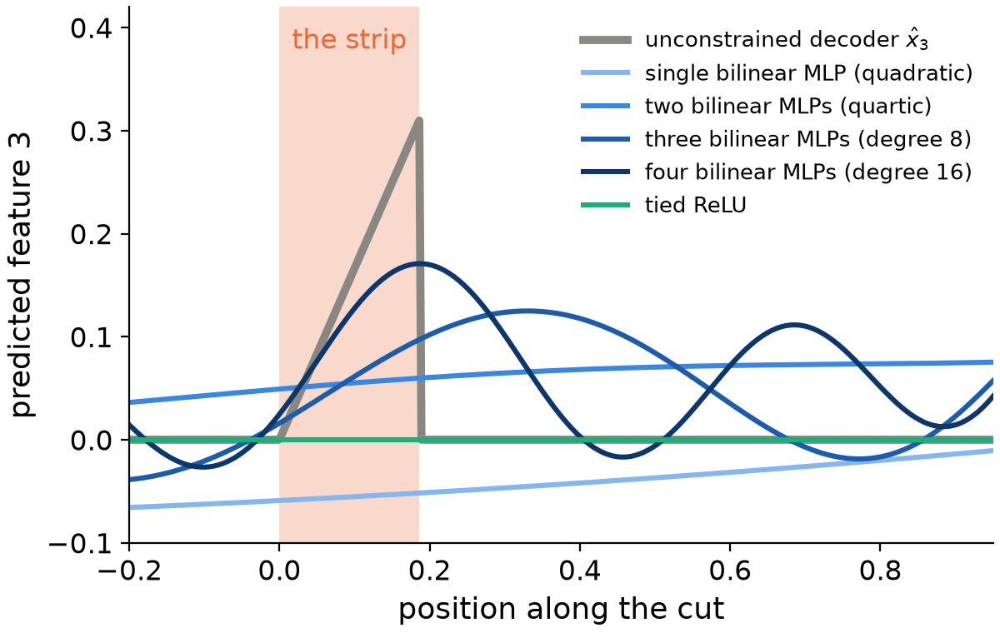 the strip
unconstrained decoder x̂₃
single bilinear MLP (quadratic)
two bilinear MLPs (quartic)
three bilinear MLPs (degree 8)
four bilinear MLPs (degree 16)
tied ReLU
predicted feature 3
0.4
0.3
0.2
0.1
0.0
−0.1
−0.2 0.0 0.2 0.4 0.6 0.8
position along the cut